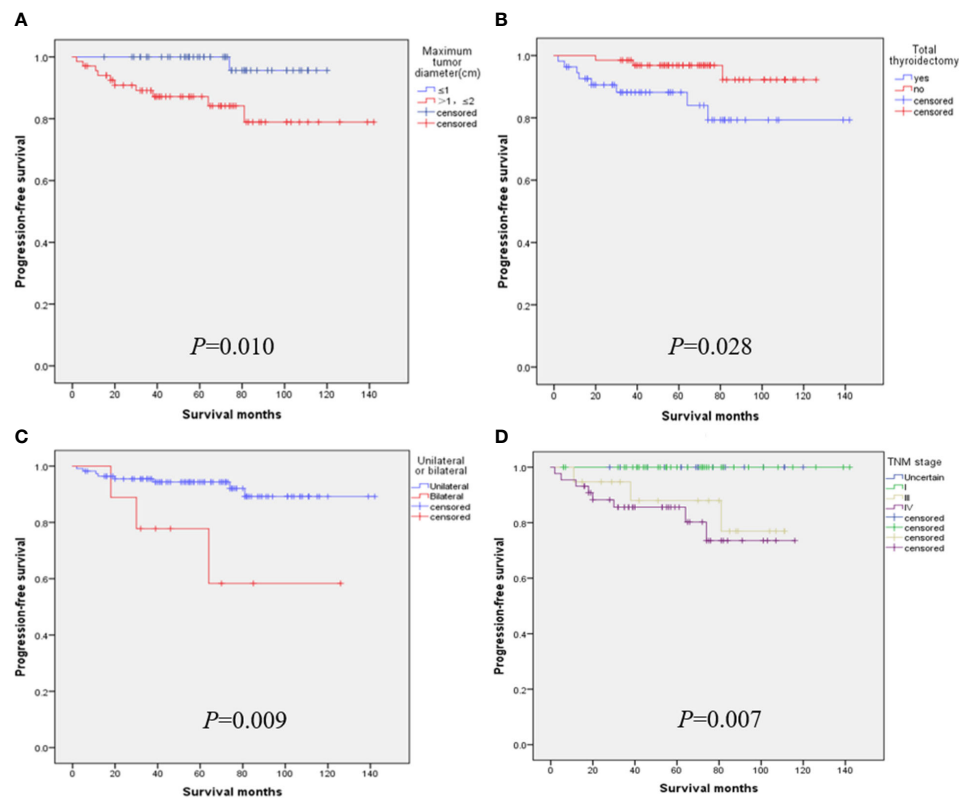 A
Maximum
tumor
diameter(cm)
≤1
>1，≤2
censored
censored
Progression-free survival
1.0
0.8
0.6
0.4
0.2
0.0
P=0.010
0 20 40 60 80 100 120 140
Survival months
B
Total
thyroidectomy
yes
no
censored
censored
Progression-free survival
1.0
0.8
0.6
0.4
0.2
0.0
P=0.028
0 20 40 60 80 100 120 140
Survival months
C
Unilateral
or bilateral
Unilateral
Bilateral
censored
censored
Progression-free survival
1.0
0.8
0.6
0.4
0.2
0.0
P=0.009
0 20 40 60 80 100 120 140
Survival months
D
TNM stage
Uncertain
I
III
IV
censored
censored
censored
censored
Progression-free survival
1.0
0.8
0.6
0.4
0.2
0.0
P=0.007
0 20 40 60 80 100 120 140
Survival months